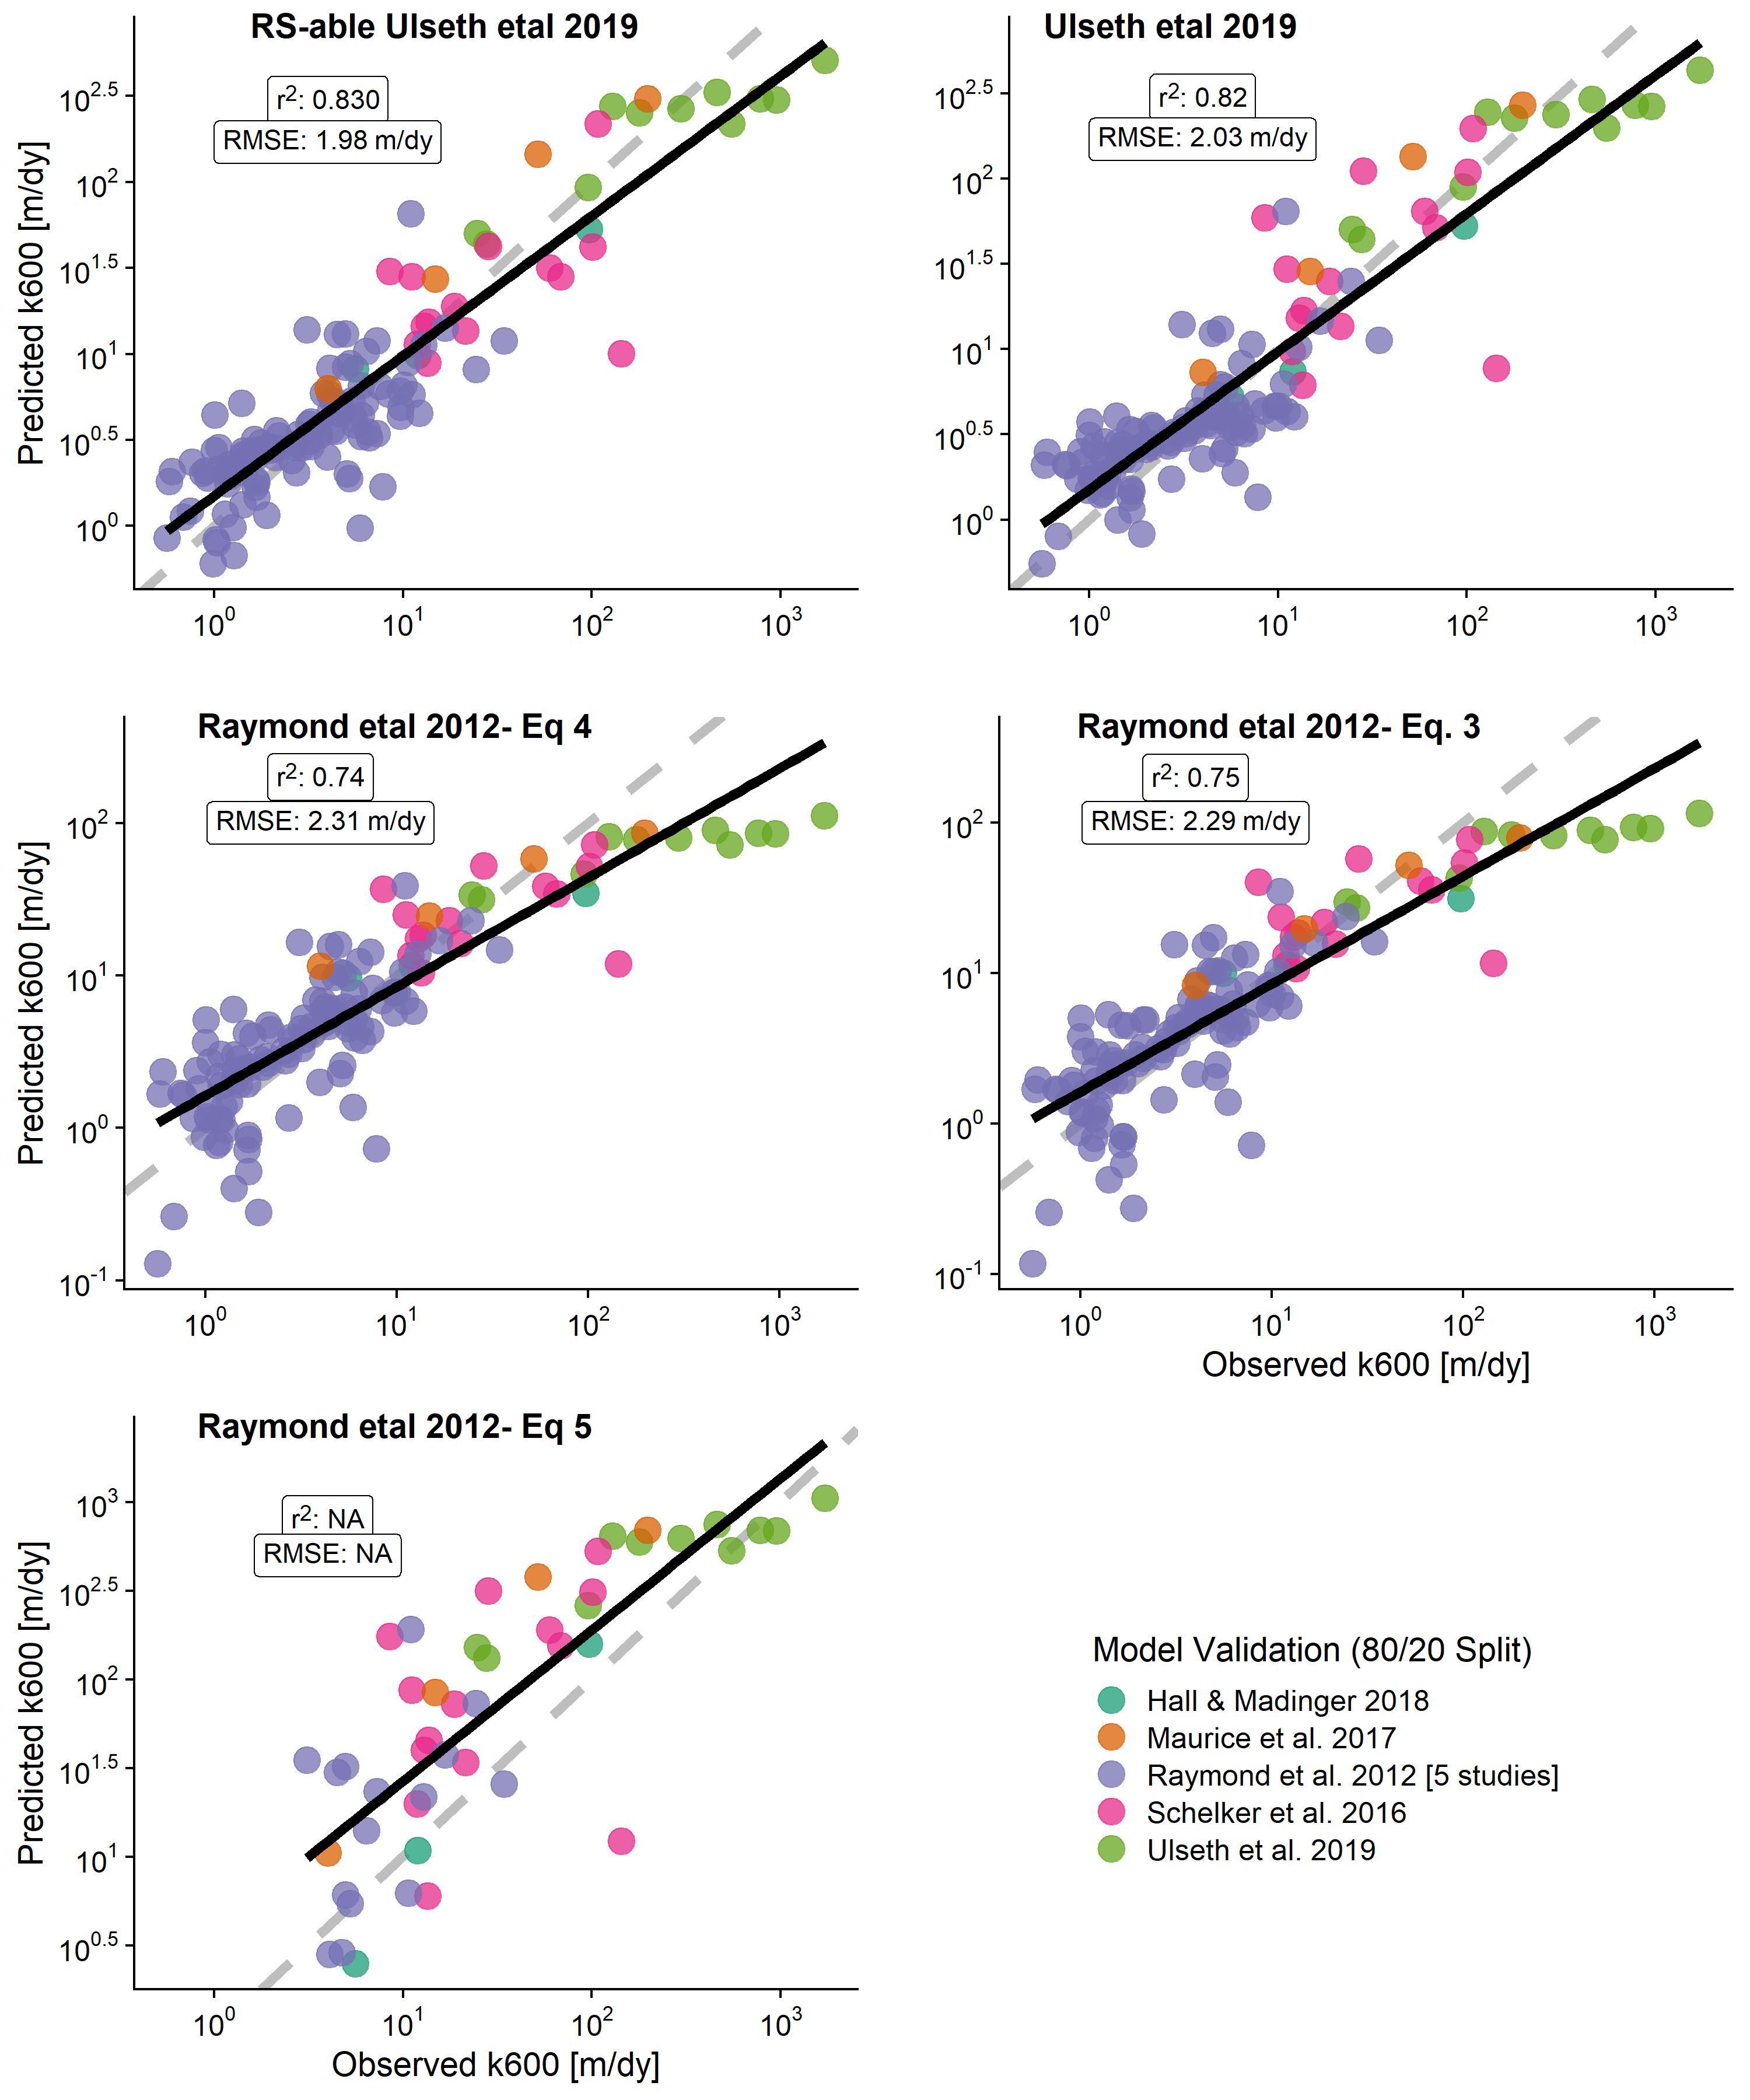 RS-able Ulseth etal 2019
r²: 0.830
RMSE: 1.98 m/dy
Predicted k600 [m/dy]
10^2.5
10^2
10^1.5
10^1
10^0.5
10^0
10^0 10^1 10^2 10^3
Ulseth etal 2019
r²: 0.82
RMSE: 2.03 m/dy
10^2.5
10^2
10^1.5
10^1
10^0.5
10^0
10^0 10^1 10^2 10^3
Raymond etal 2012- Eq 4
r²: 0.74
RMSE: 2.31 m/dy
Predicted k600 [m/dy]
10^2
10^1
10^0
10^-1
10^0 10^1 10^2 10^3
Raymond etal 2012- Eq. 3
r²: 0.75
RMSE: 2.29 m/dy
10^2
10^1
10^0
10^-1
10^0 10^1 10^2 10^3
Observed k600 [m/dy]
Raymond etal 2012- Eq 5
r²: NA
RMSE: NA
Predicted k600 [m/dy]
10^3
10^2.5
10^2
10^1.5
10^1
10^0.5
10^0 10^1 10^2 10^3
Observed k600 [m/dy]
Model Validation (80/20 Split)
Hall & Madinger 2018
Maurice et al. 2017
Raymond et al. 2012 [5 studies]
Schelker et al. 2016
Ulseth et al. 2019